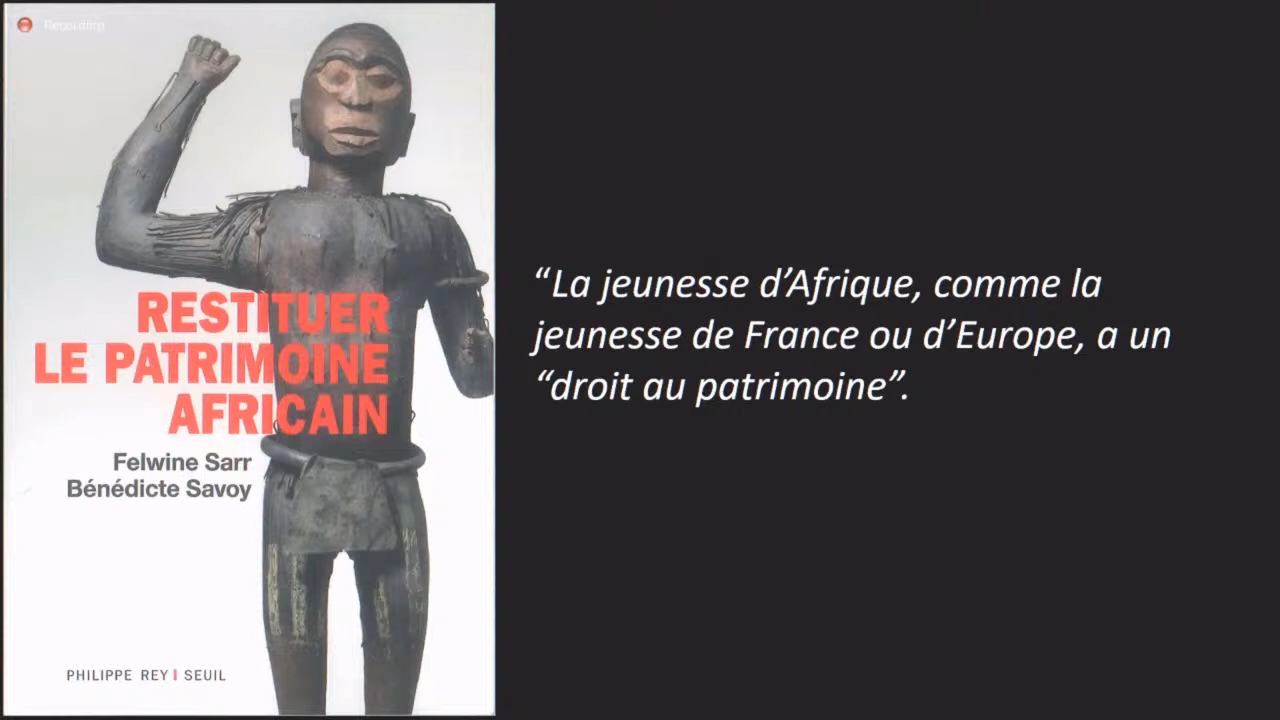 Recording
RESTITUER
LE PATRIMOINE
AFRICAIN
Felwine Sarr
Bénédicte Savoy
PHILIPPE REY | SEUIL
“La jeunesse d’Afrique, comme la
jeunesse de France ou d’Europe, a un
“droit au patrimoine”.